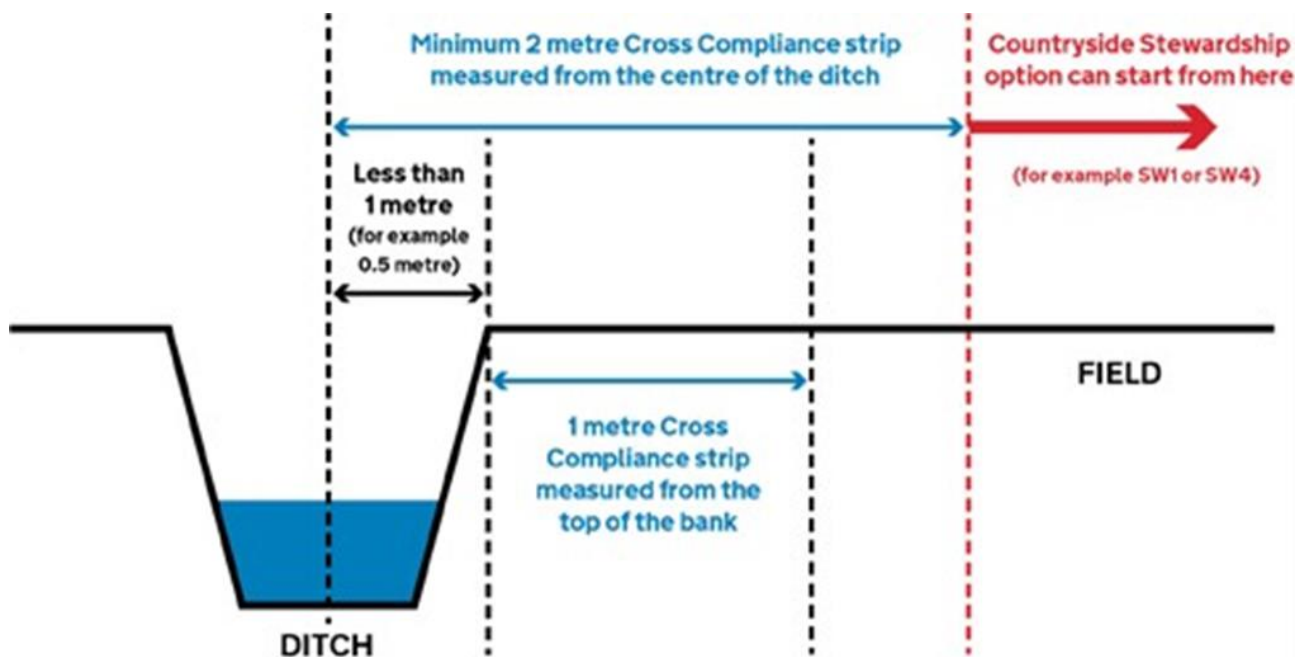 Minimum 2 metre Cross Compliance strip
measured from the centre of the ditch
Countryside Stewardship
option can start from here
(for example SW1 or SW4)
Less than
1 metre
(for example
0.5 metre)
FIELD
1 metre Cross
Compliance strip
measured from the
top of the bank
DITCH